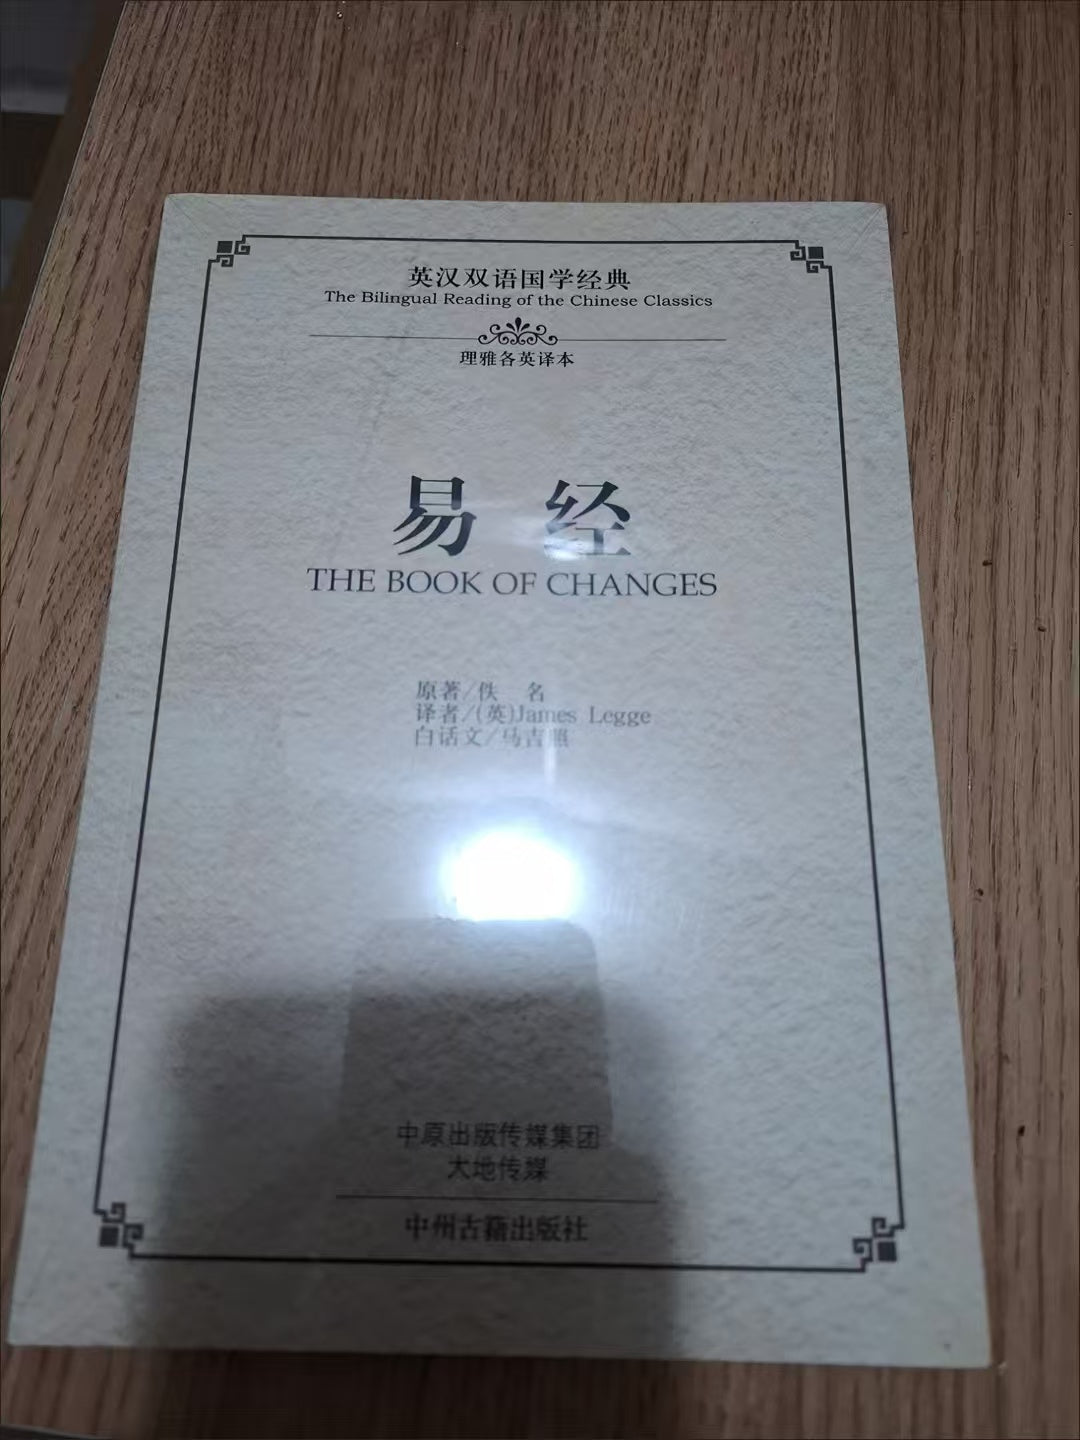 英汉双语国学经典
The Bilingual Reading of the Chinese Classics
理雅各英译本
易 经
THE BOOK OF CHANGES
原著/佚 名
译者/(英)James Legge
白话文/马吉照
中原出版传媒集团
大地传媒
中州古籍出版社